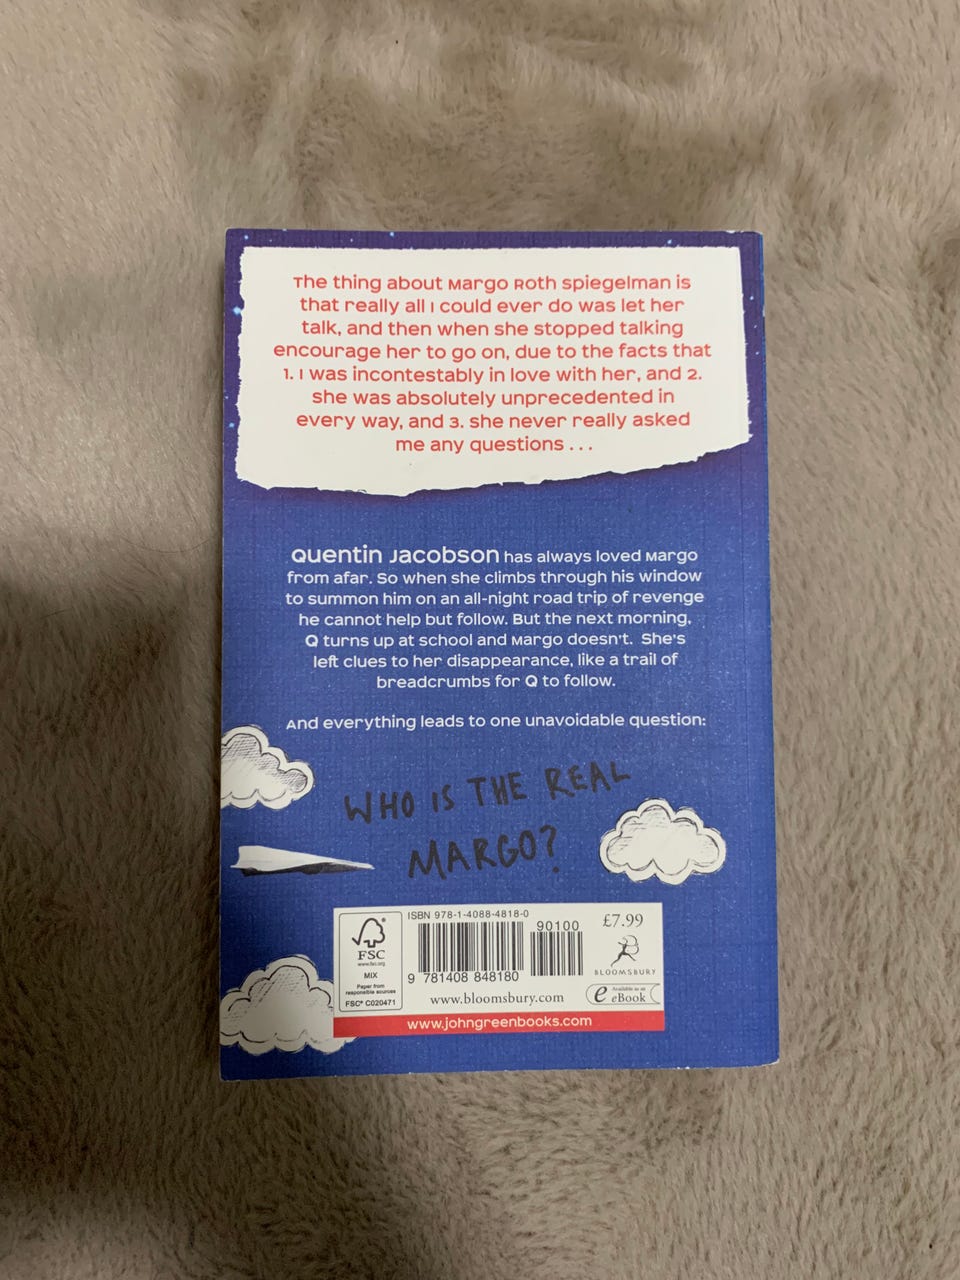 The thing about Margo Roth Spiegelman is
that really all I could ever do was let her
talk, and then when she stopped talking
encourage her to go on, due to the facts that
1. I was incontestably in love with her, and 2.
she was absolutely unprecedented in
every way, and 3. she never really asked
me any questions . . .
Quentin Jacobson has always loved Margo
from afar. So when she climbs through his window
to summon him on an all-night road trip of revenge
he cannot help but follow. But the next morning,
Q turns up at school and Margo doesn't. She's
left clues to her disappearance, like a trail of
breadcrumbs for Q to follow.
And everything leads to one unavoidable question:
WHO IS THE REAL
MARGO?
FSC®
www.fsc.org
MIX
Paper from
responsible sources
FSC® C020471
ISBN 978-1-4088-4818-0
90100
9 781408 848180
www.bloomsbury.com
£7.99
BLOOMSBURY
e Available as an
eBook
www.johngreenbooks.com